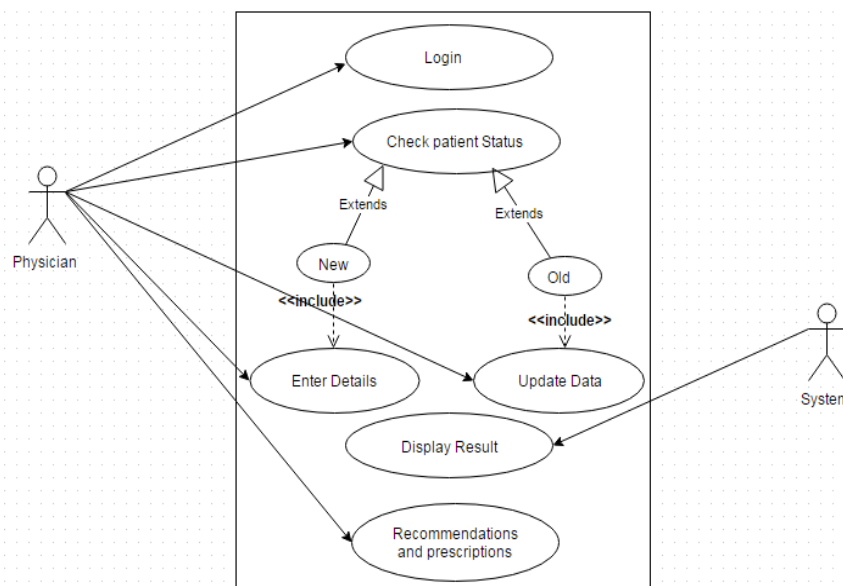 Login
Check patient Status
Extends
Extends
Physician
New
Old
<<include>>
<<include>>
Enter Details
Update Data
System
Display Result
Recommendations
and prescriptions